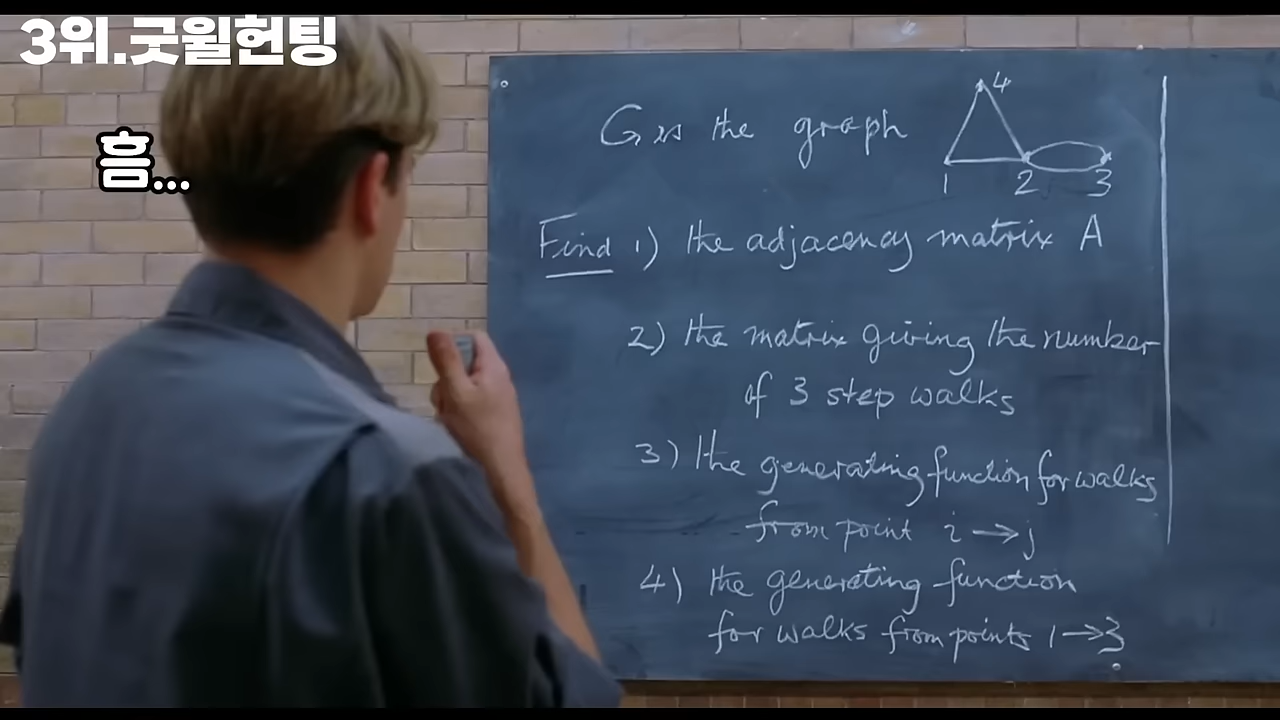 3위.굿윌헌팅
흠...
G is the graph
4
1 2 3
Find 1) the adjacency matrix A
2) the matrix giving the number
of 3 step walks
3) the generating function for walks
from point i → j
4) the generating function
for walks from points 1 → 3